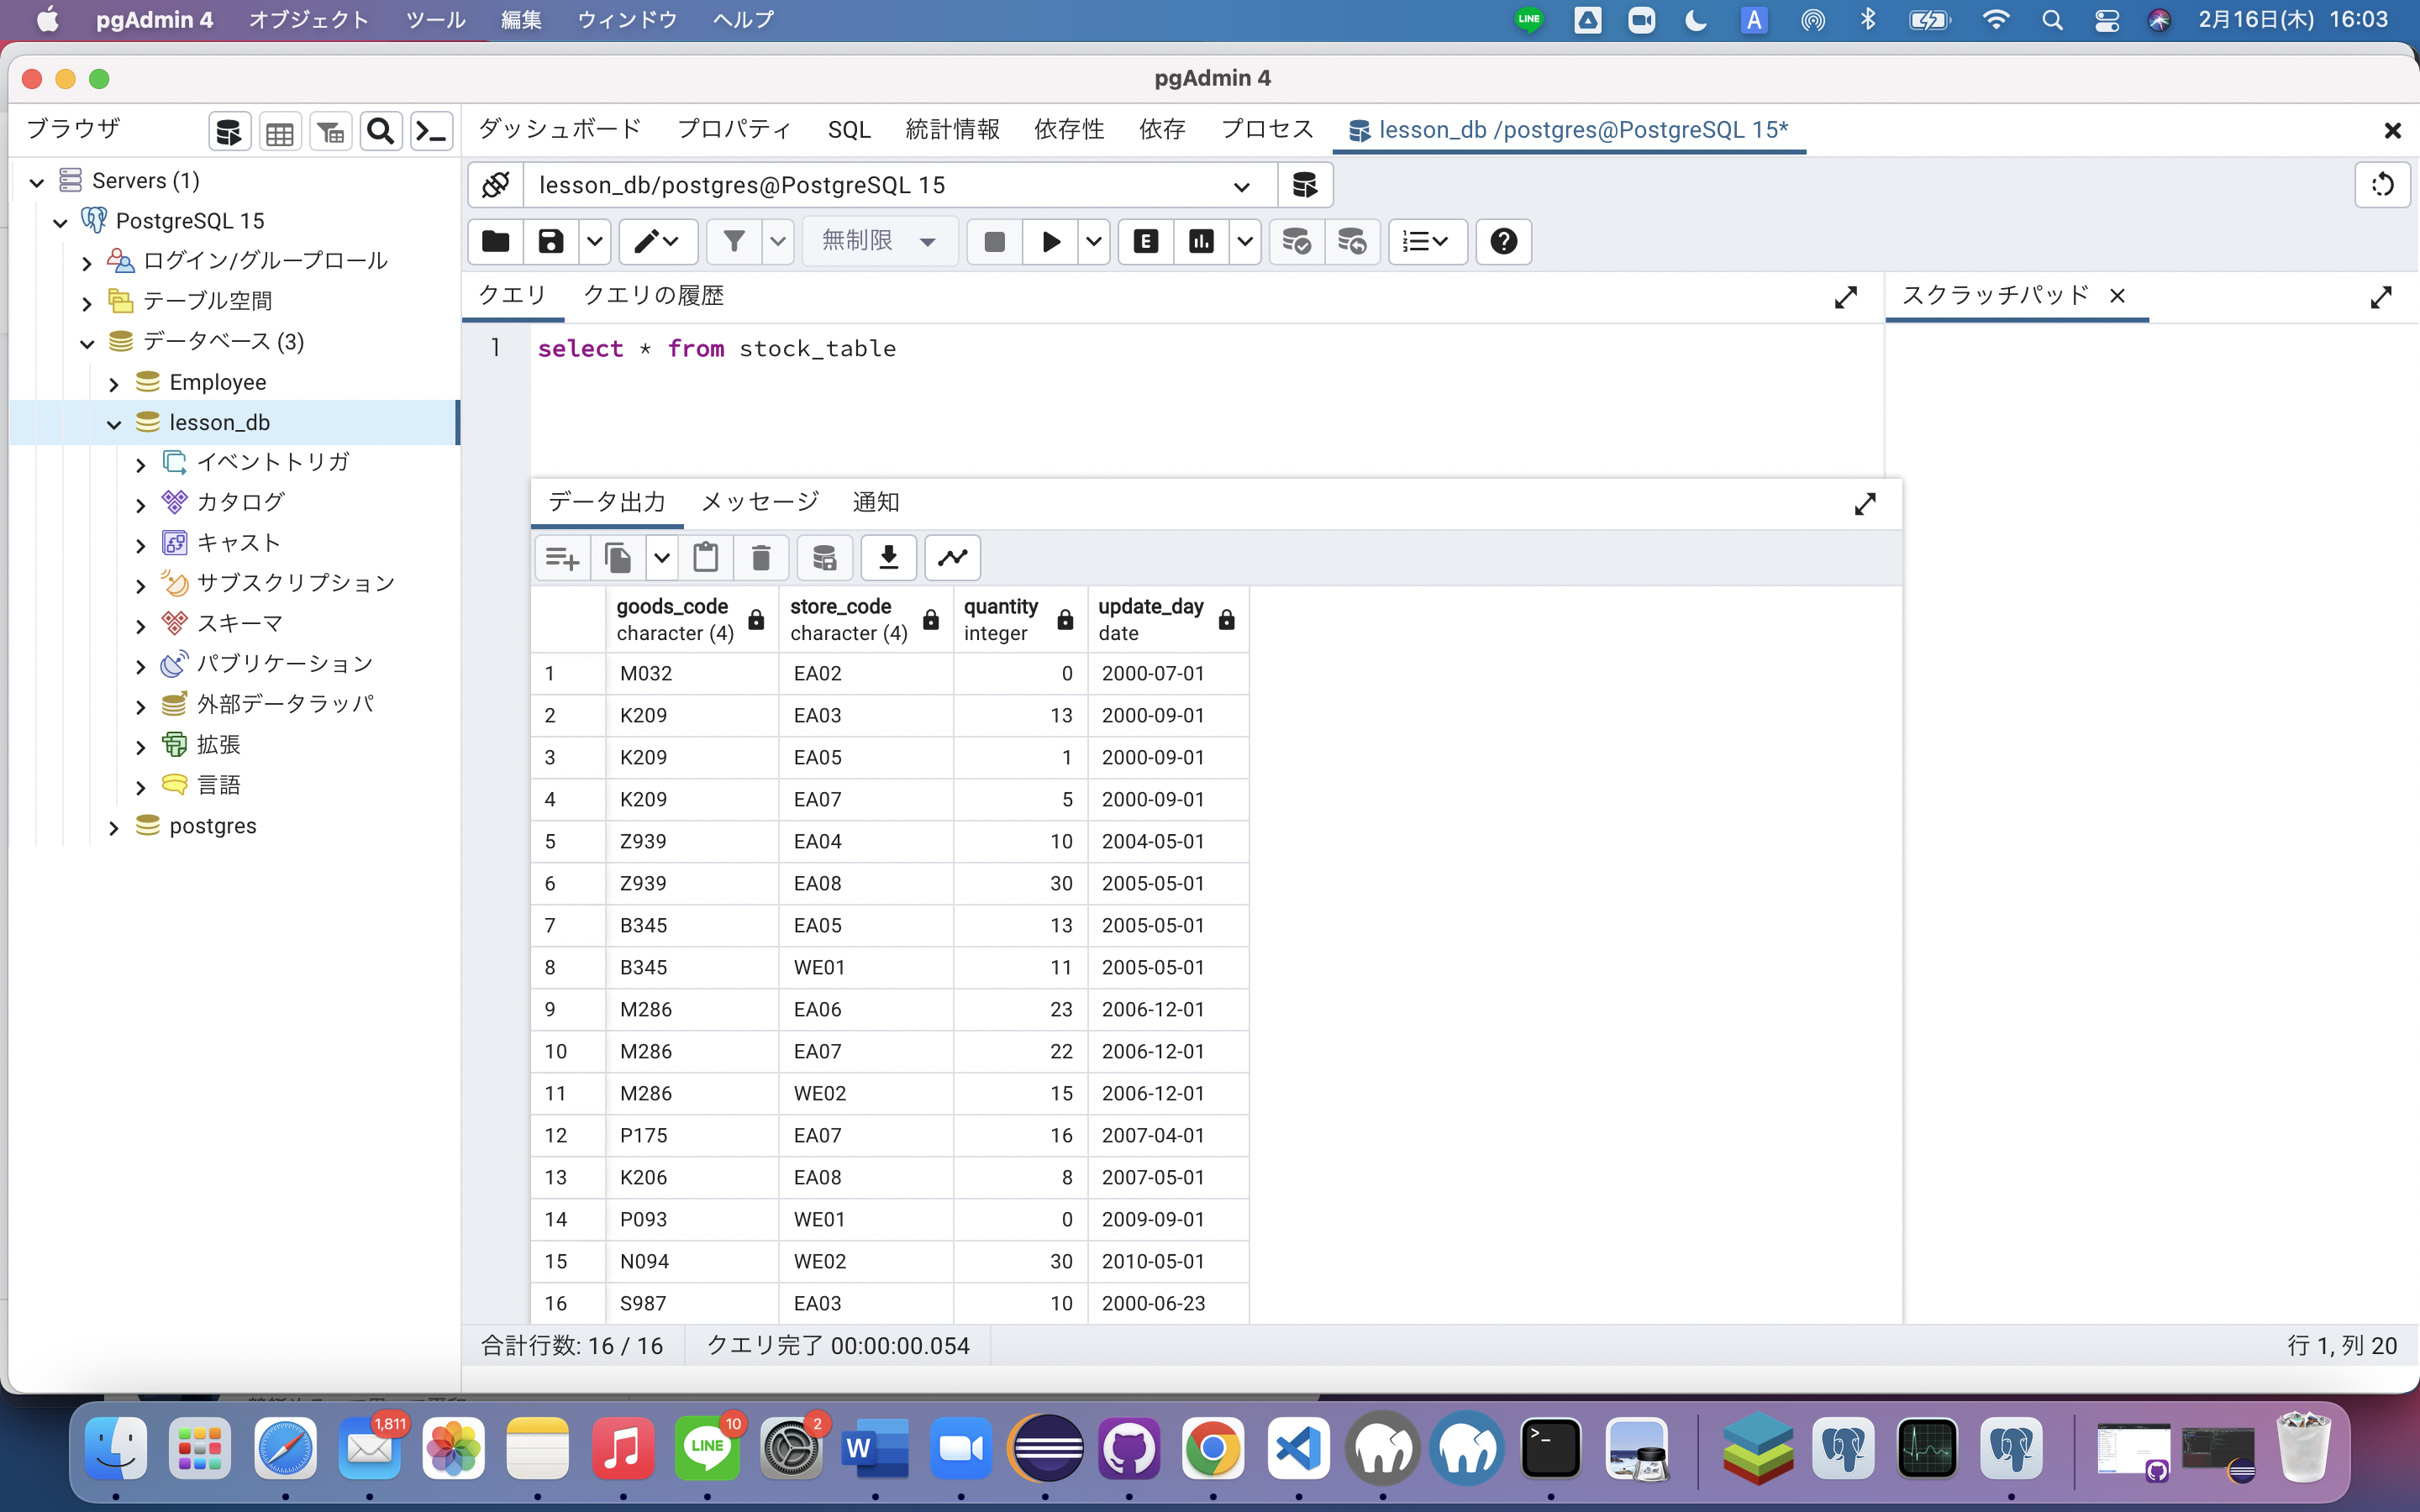 pgAdmin 4 オブジェクト ツール 編集 ウィンドウ ヘルプ LINE A 2月16日(木) 16:03
pgAdmin 4
ブラウザ
ダッシュボード プロパティ SQL 統計情報 依存性 依存 プロセス lesson_db /postgres@PostgreSQL 15*
Servers (1)
PostgreSQL 15
ログイン/グループロール
テーブル空間
データベース (3)
Employee
lesson_db
イベントトリガ
カタログ
キャスト
サブスクリプション
スキーマ
パブリケーション
外部データラッパ
拡張
言語
postgres
lesson_db/postgres@PostgreSQL 15
無制限 E
クエリ クエリの履歴 スクラッチパッド
1 select * from stock_table
データ出力 メッセージ 通知
goods_code store_code quantity update_day
character (4) character (4) integer date
1 M032 EA02 0 2000-07-01
2 K209 EA03 13 2000-09-01
3 K209 EA05 1 2000-09-01
4 K209 EA07 5 2000-09-01
5 Z939 EA04 10 2004-05-01
6 Z939 EA08 30 2005-05-01
7 B345 EA05 13 2005-05-01
8 B345 WE01 11 2005-05-01
9 M286 EA06 23 2006-12-01
10 M286 EA07 22 2006-12-01
11 M286 WE02 15 2006-12-01
12 P175 EA07 16 2007-04-01
13 K206 EA08 8 2007-05-01
14 P093 WE01 0 2009-09-01
15 N094 WE02 30 2010-05-01
16 S987 EA03 10 2000-06-23
合計行数: 16 / 16 クエリ完了 00:00:00.054 行 1, 列 20
1,811 LINE 10 2 W